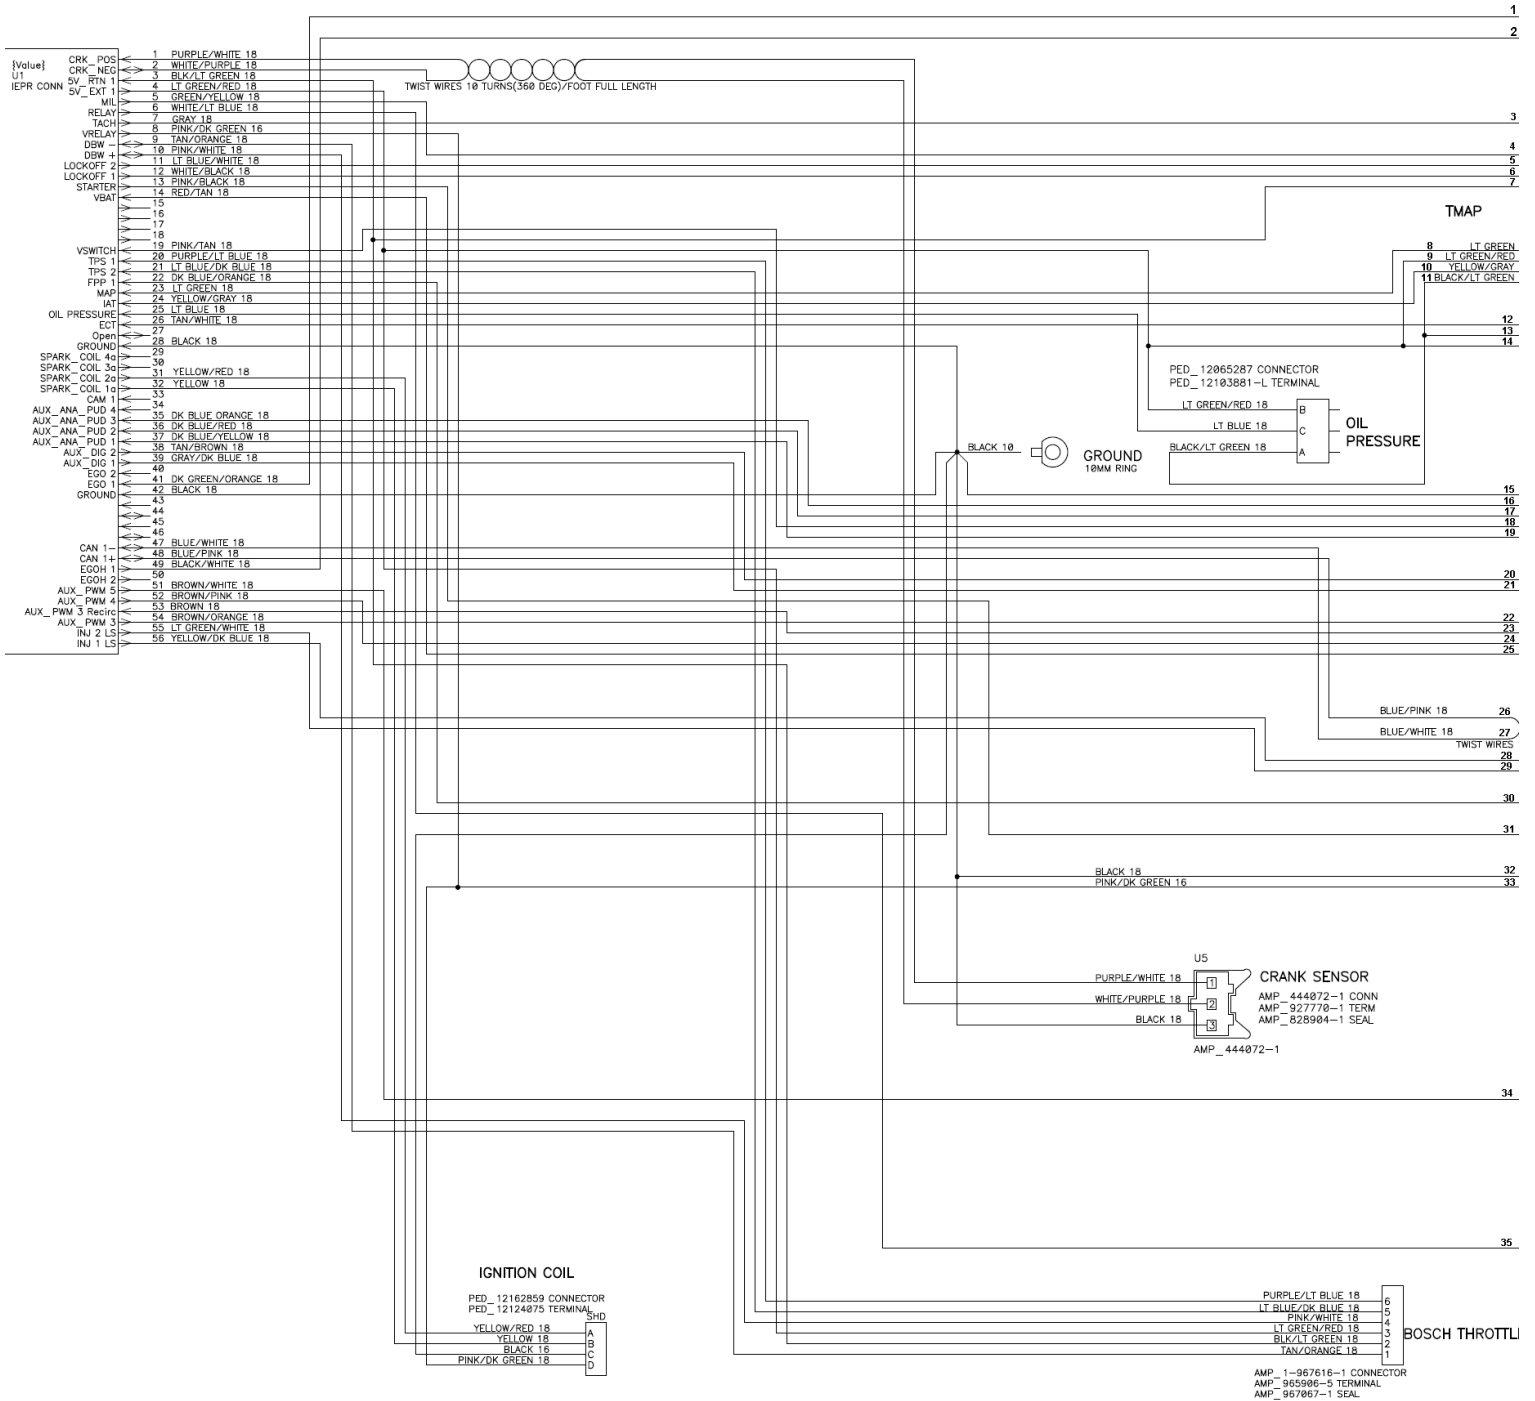 1
2
{Value}
U1
IEPR CONN
CRK_POS 1 PURPLE/WHITE 18
CRK_NEG 2 WHITE/PURPLE 18
5V_RTN 1 3 BLK/LT GREEN 18
5V_EXT 1 4 LT GREEN/RED 18
MIL 5 GREEN/YELLOW 18
RELAY 6 WHITE/LT BLUE 18
TACH 7 GRAY 18
VRELAY 8 PINK/DK GREEN 16
DBW - 9 TAN/ORANGE 18
DBW + 10 PINK/WHITE 18
LOCKOFF 2 11 LT BLUE/WHITE 18
LOCKOFF 1 12 WHITE/BLACK 18
STARTER 13 PINK/BLACK 18
VBAT 14 RED/TAN 18
15
16
17
18
VSWITCH 19 PINK/TAN 18
TPS 1 20 PURPLE/LT BLUE 18
TPS 2 21 LT BLUE/DK BLUE 18
FPP 1 22 DK BLUE/ORANGE 18
MAP 23 LT GREEN 18
IAT 24 YELLOW/GRAY 18
OIL PRESSURE 25 LT BLUE 18
ECT 26 TAN/WHITE 18
Open 27
GROUND 28 BLACK 18
SPARK_COIL 4a 29
SPARK_COIL 3a 30
SPARK_COIL 2a 31 YELLOW/RED 18
SPARK_COIL 1a 32 YELLOW 18
CAM 1 33
AUX_ANA_PUD 4 34
AUX_ANA_PUD 3 35 DK BLUE ORANGE 18
AUX_ANA_PUD 2 36 DK BLUE/RED 18
AUX_ANA_PUD 1 37 DK BLUE/YELLOW 18
AUX_DIG 2 38 TAN/BROWN 18
AUX_DIG 1 39 GRAY/DK BLUE 18
EGO 2 40
EGO 1 41 DK GREEN/ORANGE 18
GROUND 42 BLACK 18
43
44
45
46
CAN 1- 47 BLUE/WHITE 18
CAN 1+ 48 BLUE/PINK 18
EGOH 1 49 BLACK/WHITE 18
EGOH 2 50
AUX_PWM 5 51 BROWN/WHITE 18
AUX_PWM 4 52 BROWN/PINK 18
AUX_PWM 3 Recirc 53 BROWN 18
AUX_PWM 3 54 BROWN/ORANGE 18
INJ 2 LS 55 LT GREEN/WHITE 18
INJ 1 LS 56 YELLOW/DK BLUE 18
TWIST WIRES 10 TURNS(360 DEG)/FOOT FULL LENGTH
3
4
5
6
7
TMAP
8 LT GREEN
9 LT GREEN/RED
10 YELLOW/GRAY
11 BLACK/LT GREEN
12
13
14
PED_12065287 CONNECTOR
PED_12103881-L TERMINAL
LT GREEN/RED 18 B
LT BLUE 18 C
BLACK/LT GREEN 18 A
OIL
PRESSURE
BLACK 10
GROUND
10MM RING
15
16
17
18
19
20
21
22
23
24
25
BLUE/PINK 18 26
BLUE/WHITE 18 27
TWIST WIRES
28
29
30
31
BLACK 18 32
PINK/DK GREEN 16 33
U5
PURPLE/WHITE 18 1
WHITE/PURPLE 18 2
BLACK 18 3
CRANK SENSOR
AMP_444072-1 CONN
AMP_927770-1 TERM
AMP_828904-1 SEAL
AMP_444072-1
34
35
IGNITION COIL
PED_12162859 CONNECTOR
PED_12124075 TERMINAL
SHD
YELLOW/RED 18 A
YELLOW 18 B
BLACK 16 C
PINK/DK GREEN 18 D
PURPLE/LT BLUE 18 6
LT BLUE/DK BLUE 18 5
PINK/WHITE 18 4
LT GREEN/RED 18 3
BLK/LT GREEN 18 2
TAN/ORANGE 18 1
BOSCH THROTTLE
AMP_1-967616-1 CONNECTOR
AMP_965906-5 TERMINAL
AMP_967067-1 SEAL